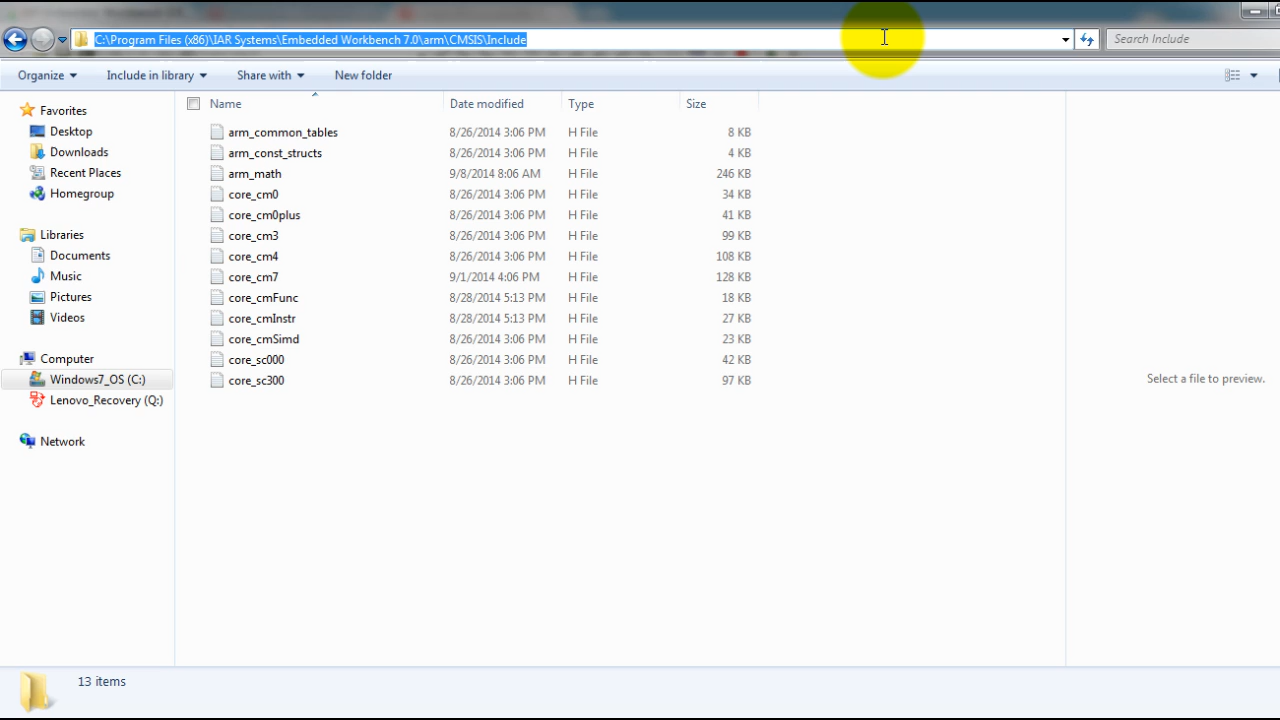 C:\Program Files (x86)\IAR Systems\Embedded Workbench 7.0\arm\CMSIS\Include
Search Include
Organize Include in library Share with New folder
Favorites
Desktop
Downloads
Recent Places
Homegroup
Libraries
Documents
Music
Pictures
Videos
Computer
Windows7_OS (C:)
Lenovo_Recovery (Q:)
Network
Name Date modified Type Size
arm_common_tables 8/26/2014 3:06 PM H File 8 KB
arm_const_structs 8/26/2014 3:06 PM H File 4 KB
arm_math 9/8/2014 8:06 AM H File 246 KB
core_cm0 8/26/2014 3:06 PM H File 34 KB
core_cm0plus 8/26/2014 3:06 PM H File 41 KB
core_cm3 8/26/2014 3:06 PM H File 99 KB
core_cm4 8/26/2014 3:06 PM H File 108 KB
core_cm7 9/1/2014 4:06 PM H File 128 KB
core_cmFunc 8/28/2014 5:13 PM H File 18 KB
core_cmInstr 8/28/2014 5:13 PM H File 27 KB
core_cmSimd 8/26/2014 3:06 PM H File 23 KB
core_sc000 8/26/2014 3:06 PM H File 42 KB
core_sc300 8/26/2014 3:06 PM H File 97 KB
Select a file to preview.
13 items